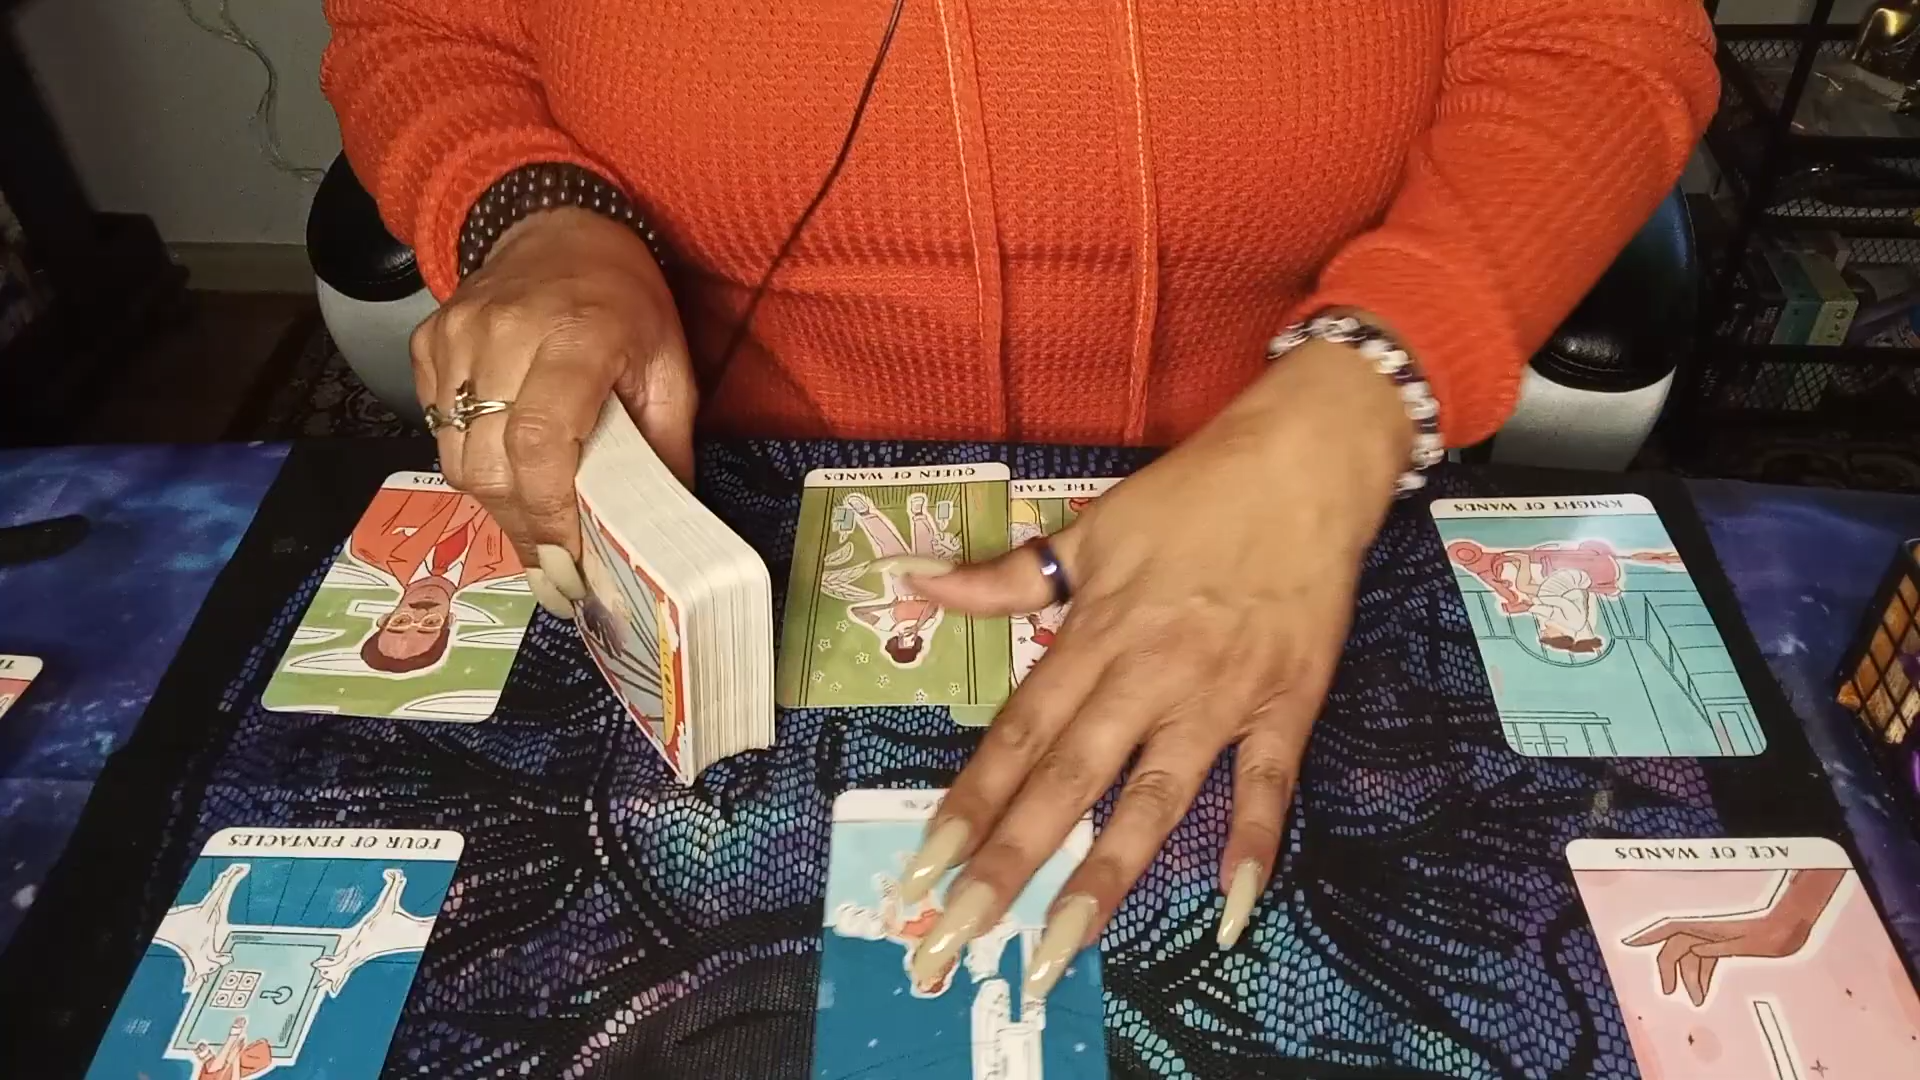 QUEEN OF WANDS
THE STAR
KNIGHT OF WANDS
FOUR OF PENTACLES
ACE OF WANDS